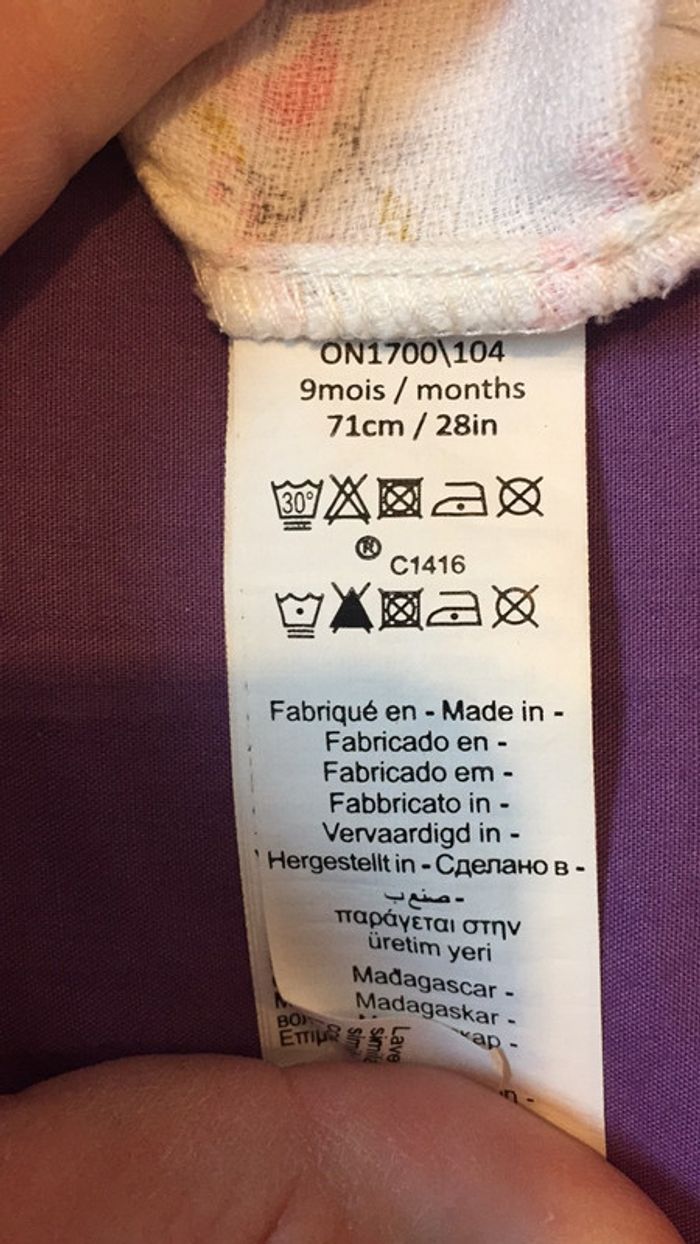 ON1700\104
9mois / months
71cm / 28in
30°
® C1416
Fabriqué en - Made in -
Fabricado en -
Fabricado em -
Fabbricato in -
Vervaardigd in -
Hergestellt in - Сделано в -
صنع ب -
παράγεται στην
üretim yeri
Madagascar -
Madagaskar -